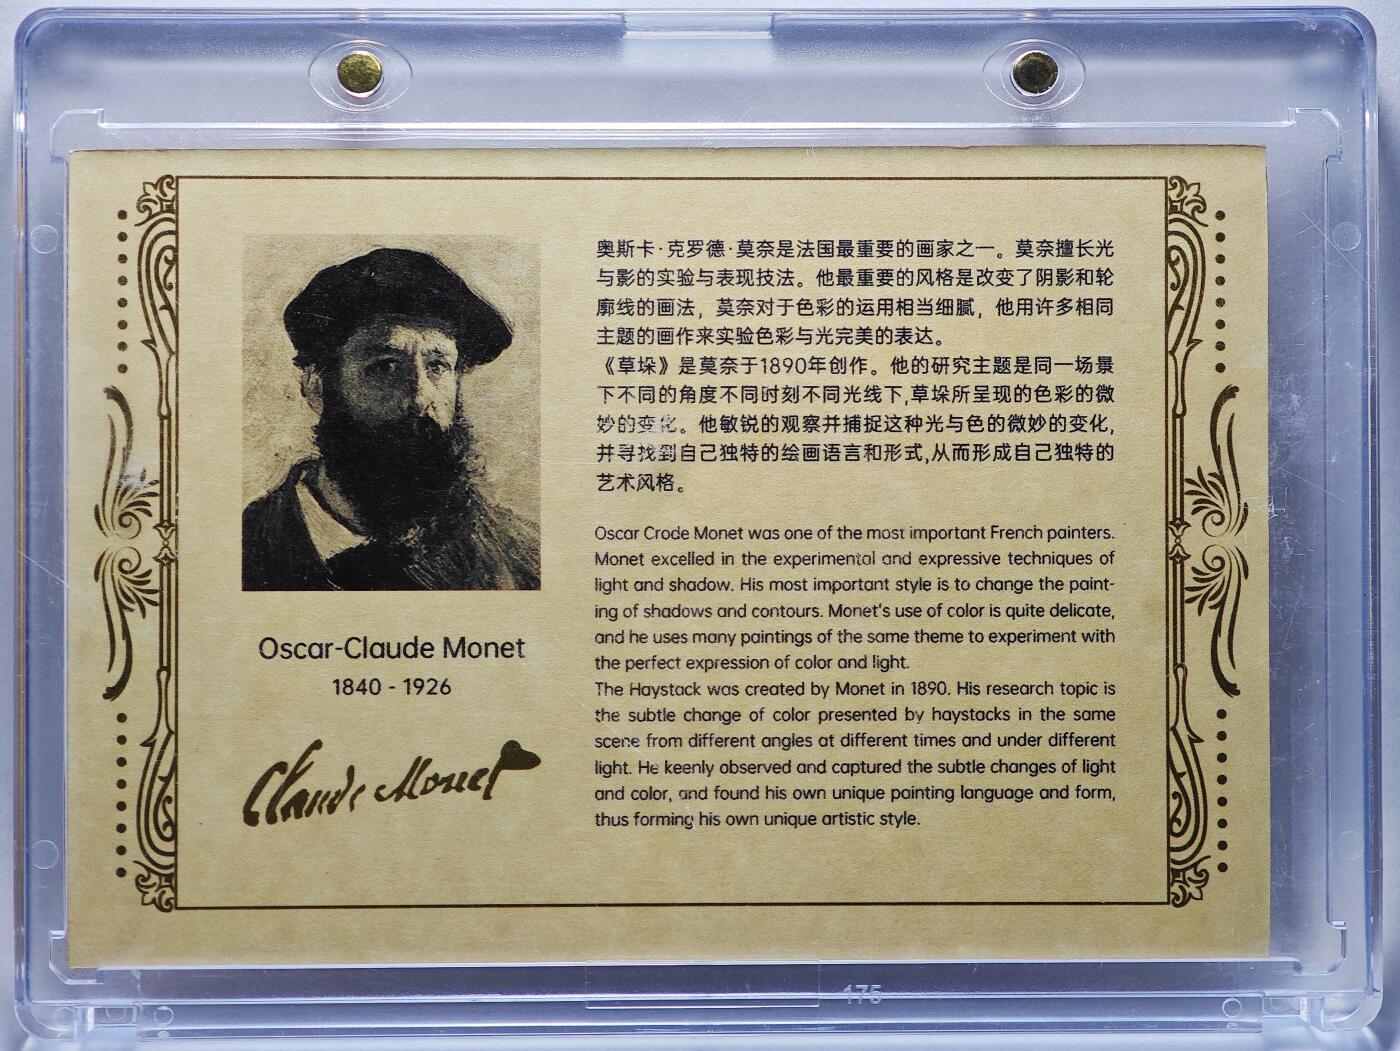 奥斯卡·克罗德·莫奈是法国最重要的画家之一。莫奈擅长光
与影的实验与表现技法。他最重要的风格是改变了阴影和轮
廓线的画法，莫奈对于色彩的运用相当细腻，他用许多相同
主题的画作来实验色彩与光完美的表达。
《草垛》是莫奈于1890年创作。他的研究主题是同一场景
下不同的角度不同时刻不同光线下,草垛所呈现的色彩的微
妙的变化。他敏锐的观察并捕捉这种光与色的微妙的变化,
并寻找到自己独特的绘画语言和形式,从而形成自己独特的
艺术风格。
Oscar Crode Monet was one of the most important French painters.
Monet excelled in the experimental and expressive techniques of
light and shadow. His most important style is to change the paint-
ing of shadows and contours. Monet's use of color is quite delicate,
and he uses many paintings of the same theme to experiment with
the perfect expression of color and light.
The Haystack was created by Monet in 1890. His research topic is
the subtle change of color presented by haystacks in the same
scene from different angles at different times and under different
light. He keenly observed and captured the subtle changes of light
and color, and found his own unique painting language and form,
thus forming his own unique artistic style.
Oscar-Claude Monet
1840 - 1926
Claude Monet
175